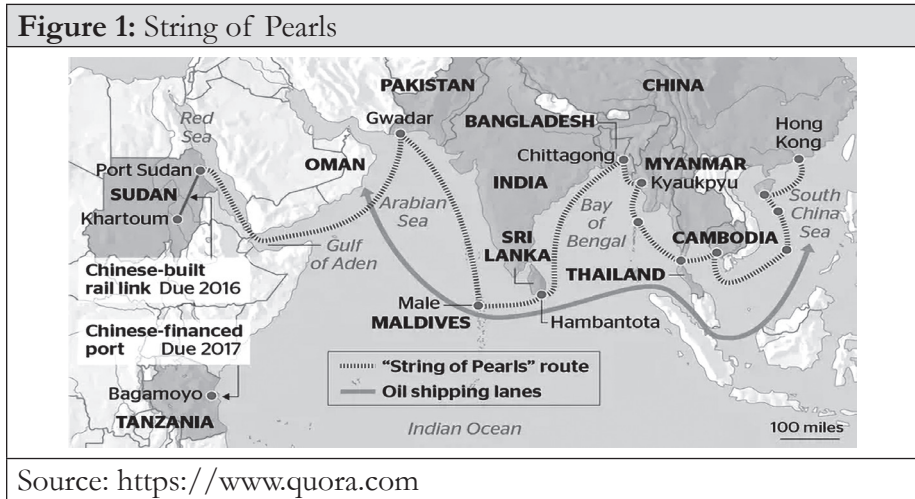 Figure 1: String of Pearls
PAKISTAN
CHINA
Gwadar
BANGLADESH
Hong
Kong
Red
Sea
Chittagong
Port Sudan
OMAN
MYANMAR
SUDAN
INDIA
Kyaukpyu
Arabian
Sea
Bay
of
Bengal
South
China
Sea
Khartoum
SRI
LANKA
CAMBODIA
Gulf
of Aden
THAILAND
Chinese-built
rail link Due 2016
Male
MALDIVES
Hambantota
Chinese-financed
port Due 2017
"String of Pearls" route
Oil shipping lanes
Bagamoyo
TANZANIA
Indian Ocean
100 miles
Source: https://www.quora.com